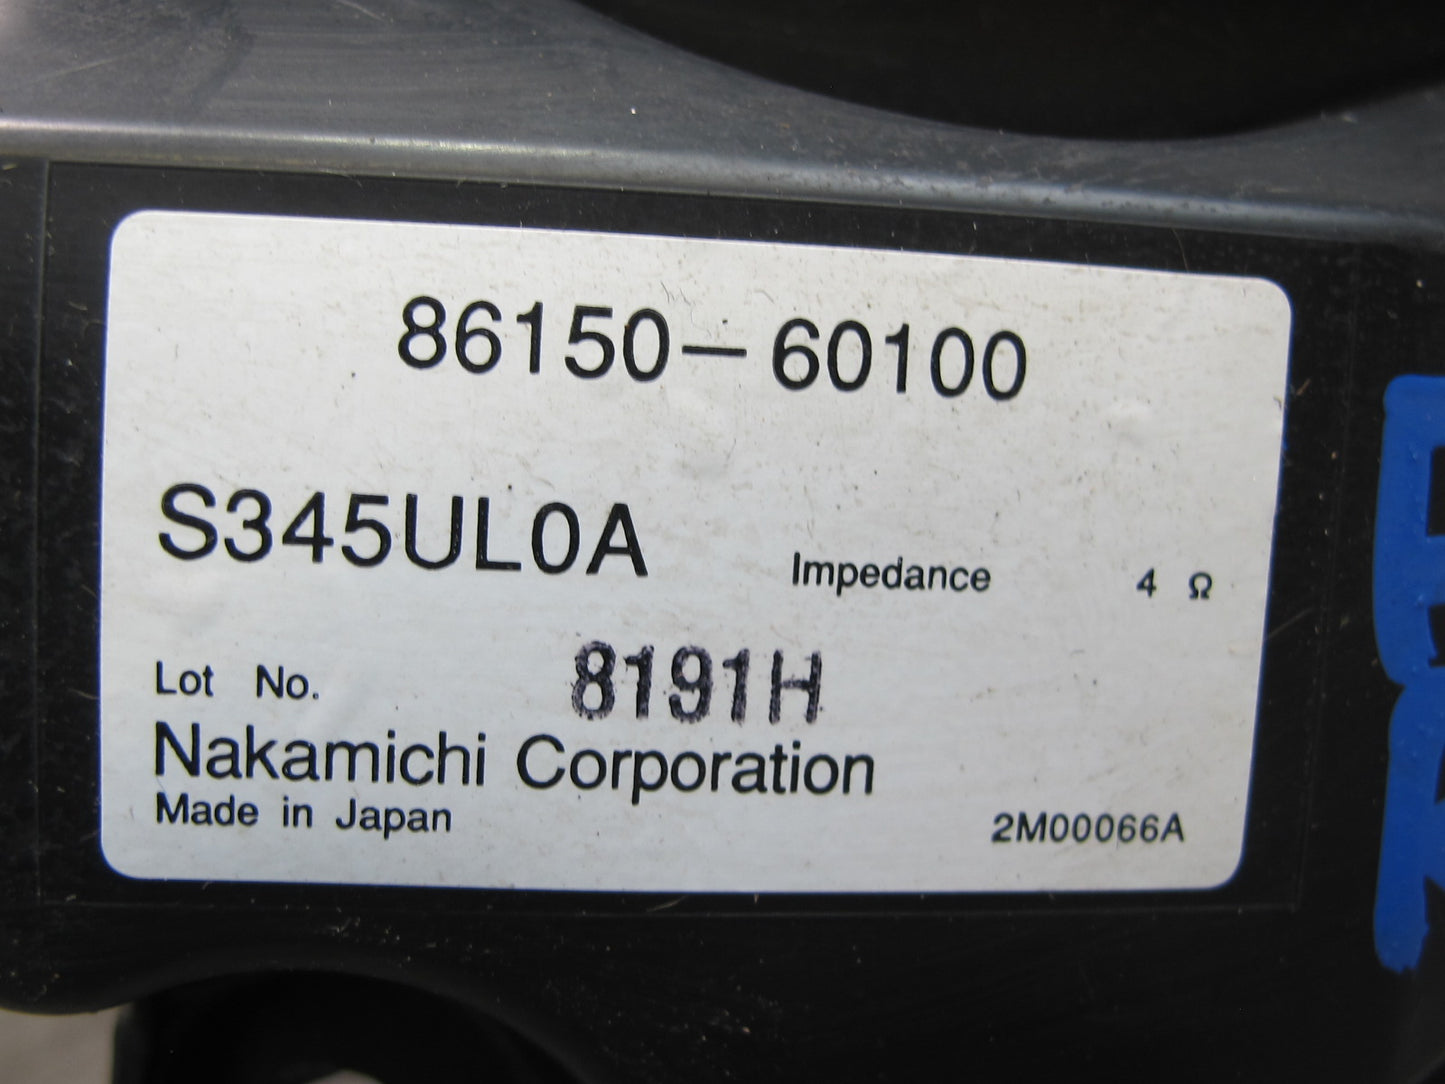 86150-60100
S345UL0A Impedance 4 Ω
Lot No. 8191H
Nakamichi Corporation
Made in Japan 2M00066A